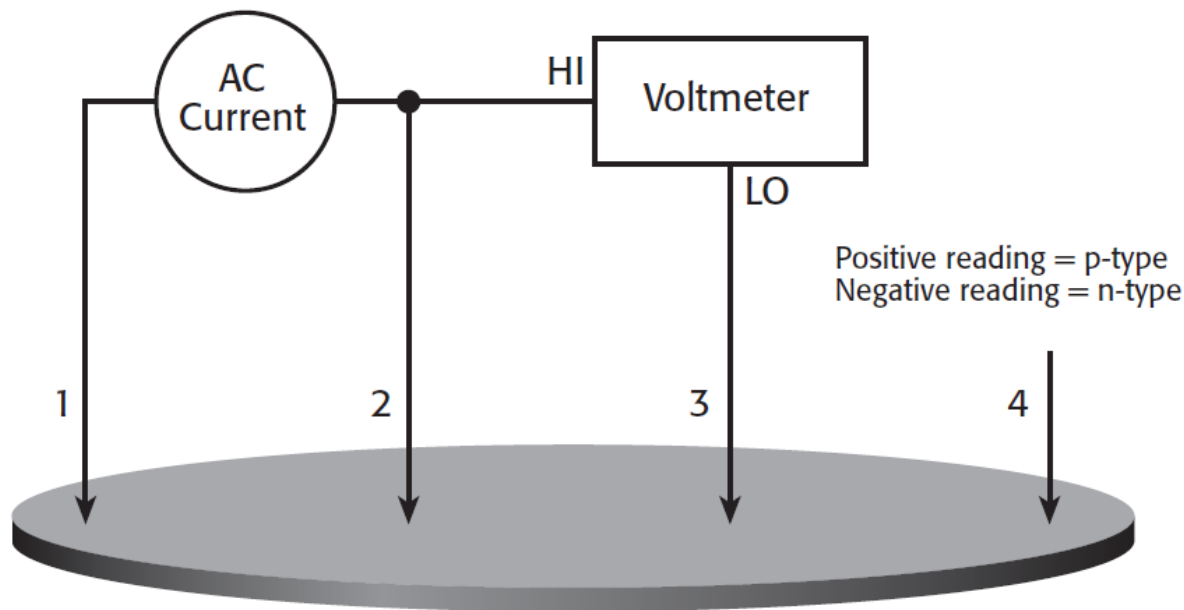 AC
Current
HI
Voltmeter
LO
Positive reading = p-type
Negative reading = n-type
1
2
3
4